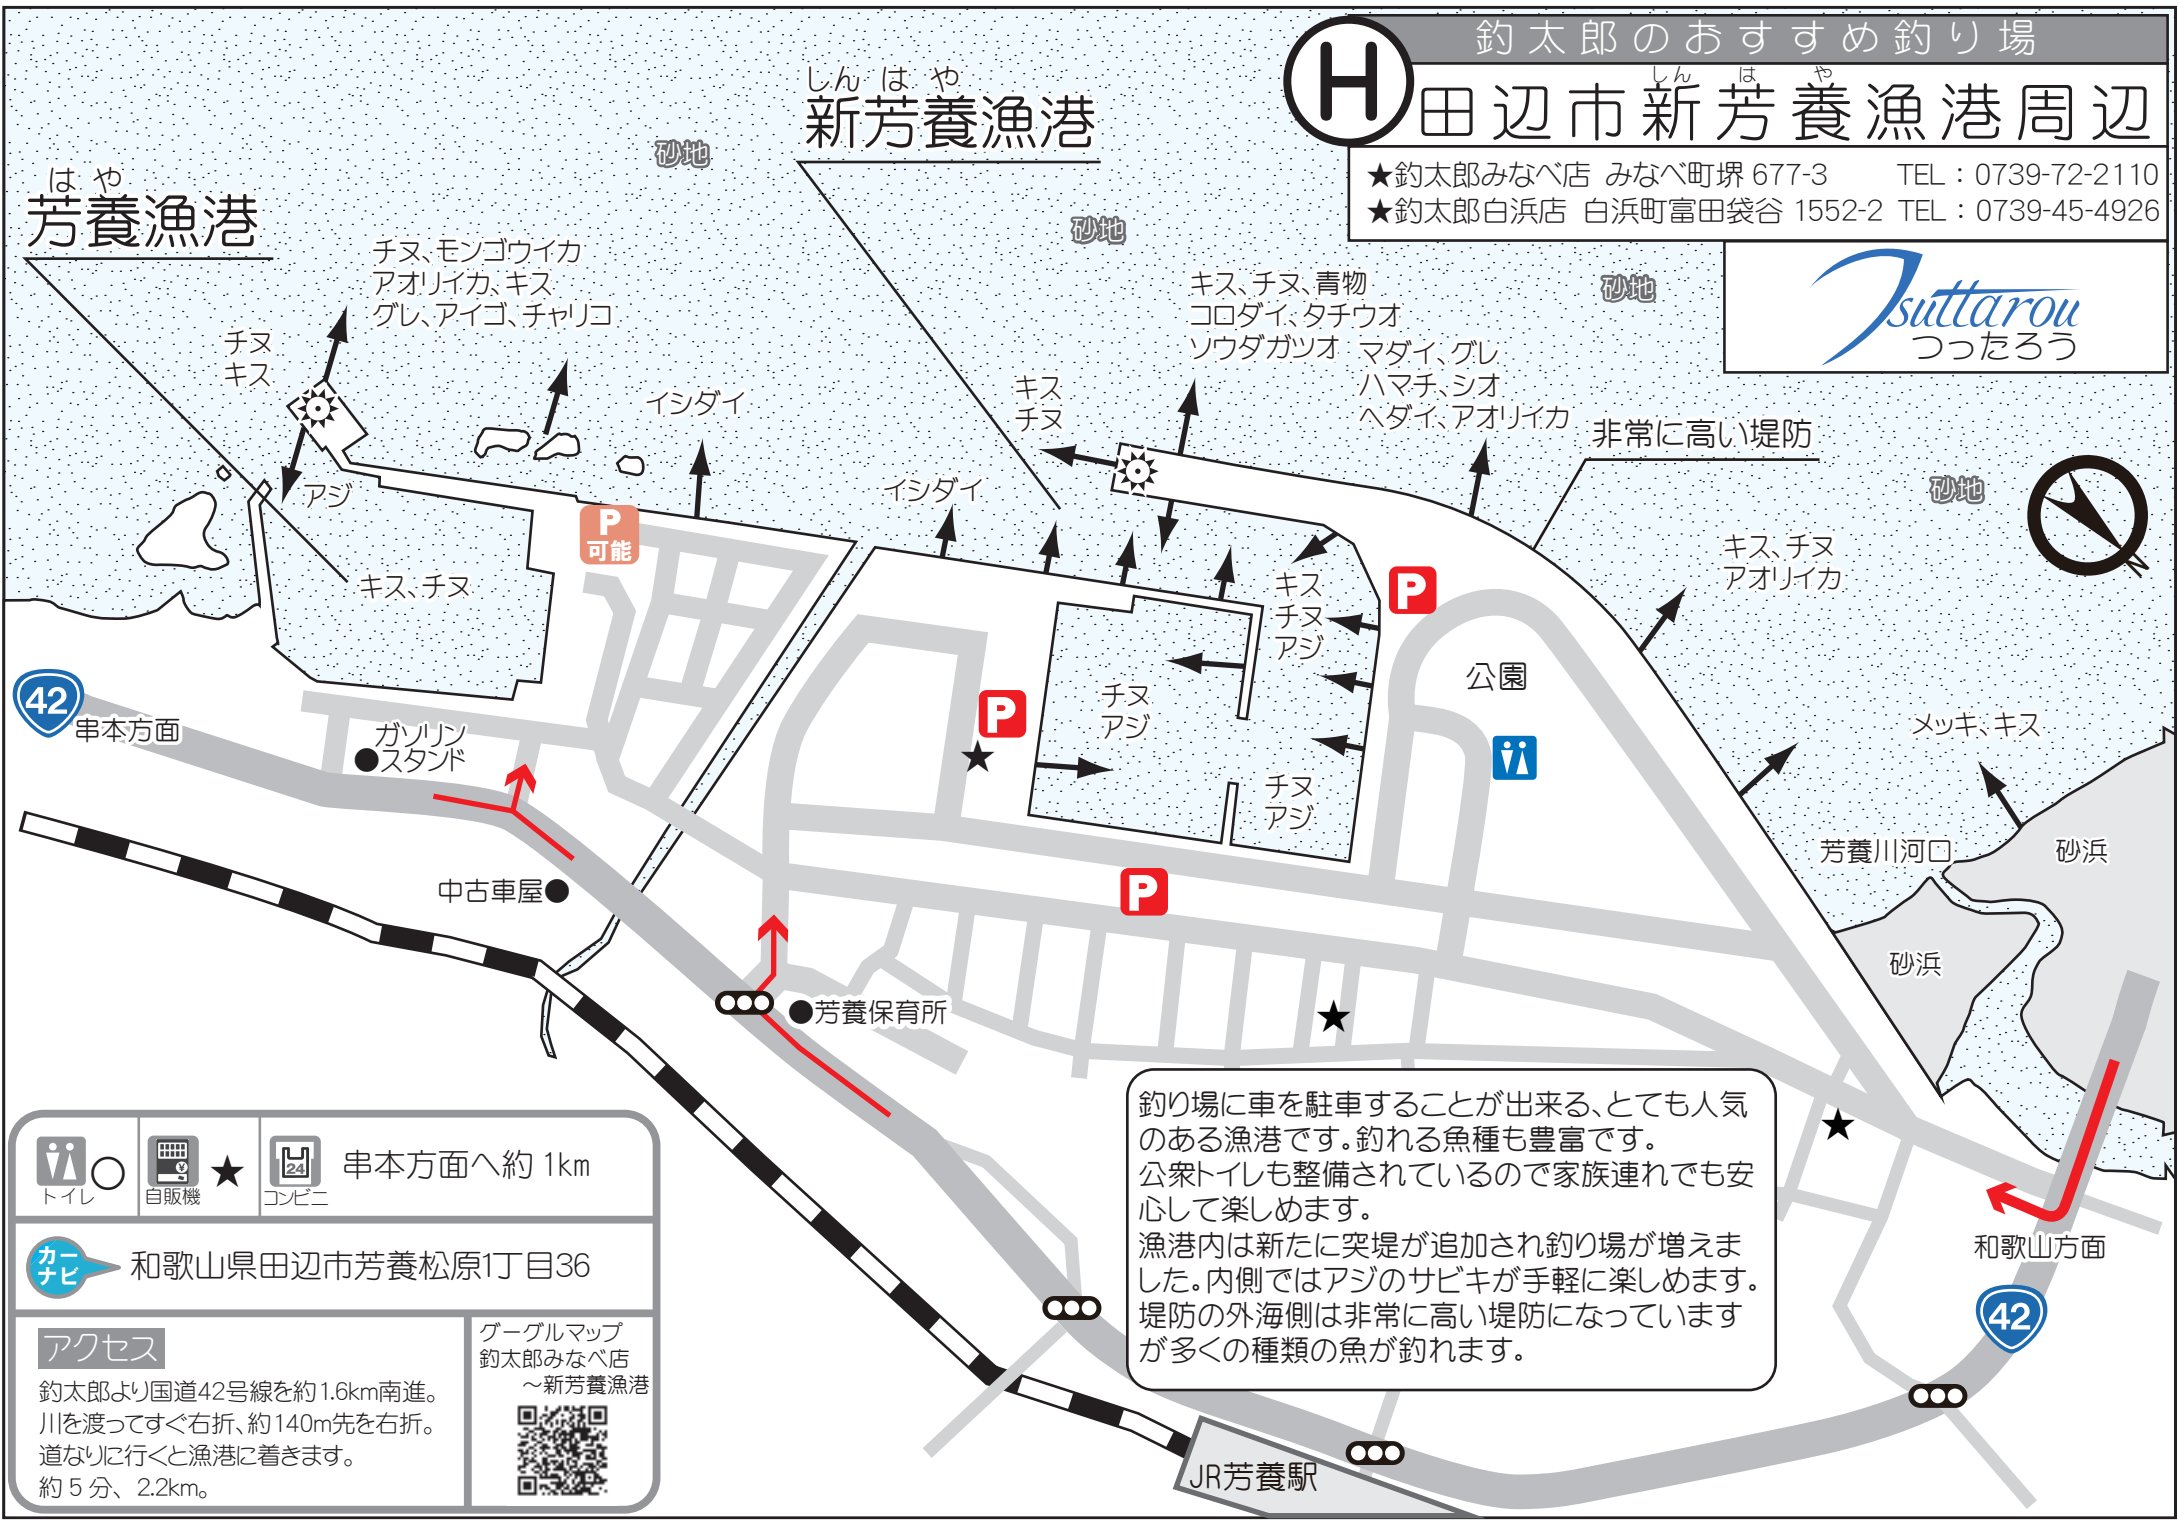 釣太郎のおすすめ釣り場
H
しん は や
田辺市新芳養漁港周辺
★釣太郎みなべ店 みなべ町堺 677-3 TEL：0739-72-2110
★釣太郎白浜店 白浜町富田袋谷 1552-2 TEL：0739-45-4926
Tsuttarou
つったろう
しん は や
新芳養漁港
は や
芳養漁港
砂地
砂地
砂地
砂地
チヌ、モンゴウイカ
アオリイカ、キス
グレ、アイゴ、チャリコ
チヌ
キス
アジ
イシダイ
キス、チヌ
P
可能
イシダイ
キス
チヌ
キス、チヌ、青物
コロダイ、タチウオ
ソウダガツオ
マダイ、グレ
ハマチ、シオ
ヘダイ、アオリイカ
非常に高い堤防
キス、チヌ
アオリイカ
N
キス
チヌ
アジ
P
公園
チヌ
アジ
P
★
チヌ
アジ
メッキ、キス
芳養川河口
砂浜
砂浜
42
串本方面
ガソリン
●スタンド
中古車屋●
P
●芳養保育所
★
★
和歌山方面
42
JR芳養駅
釣り場に車を駐車することが出来る、とても人気
のある漁港です。釣れる魚種も豊富です。
公衆トイレも整備されているので家族連れでも安
心して楽しめます。
漁港内は新たに突堤が追加され釣り場が増えま
した。内側ではアジのサビキが手軽に楽しめます。
堤防の外海側は非常に高い堤防になっています
が多くの種類の魚が釣れます。
トイレ ○
¥
自販機 ★
24
コンビニ
串本方面へ約 1km
カー
ナビ
和歌山県田辺市芳養松原1丁目36
アクセス
釣太郎より国道42号線を約1.6km南進。
川を渡ってすぐ右折、約140m先を右折。
道なりに行くと漁港に着きます。
約 5 分、 2.2km。
グーグルマップ
釣太郎みなべ店
～新芳養漁港